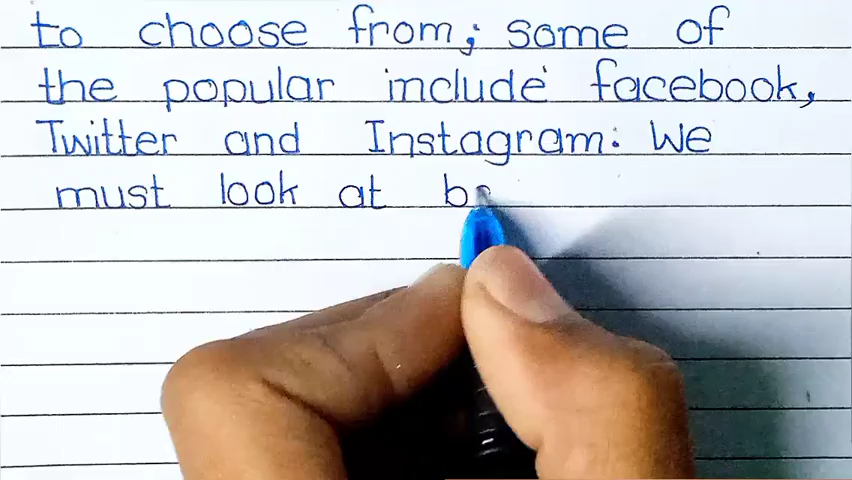 to choose from; some of
the popular include facebook,
Twitter and Instagram: We
must look at